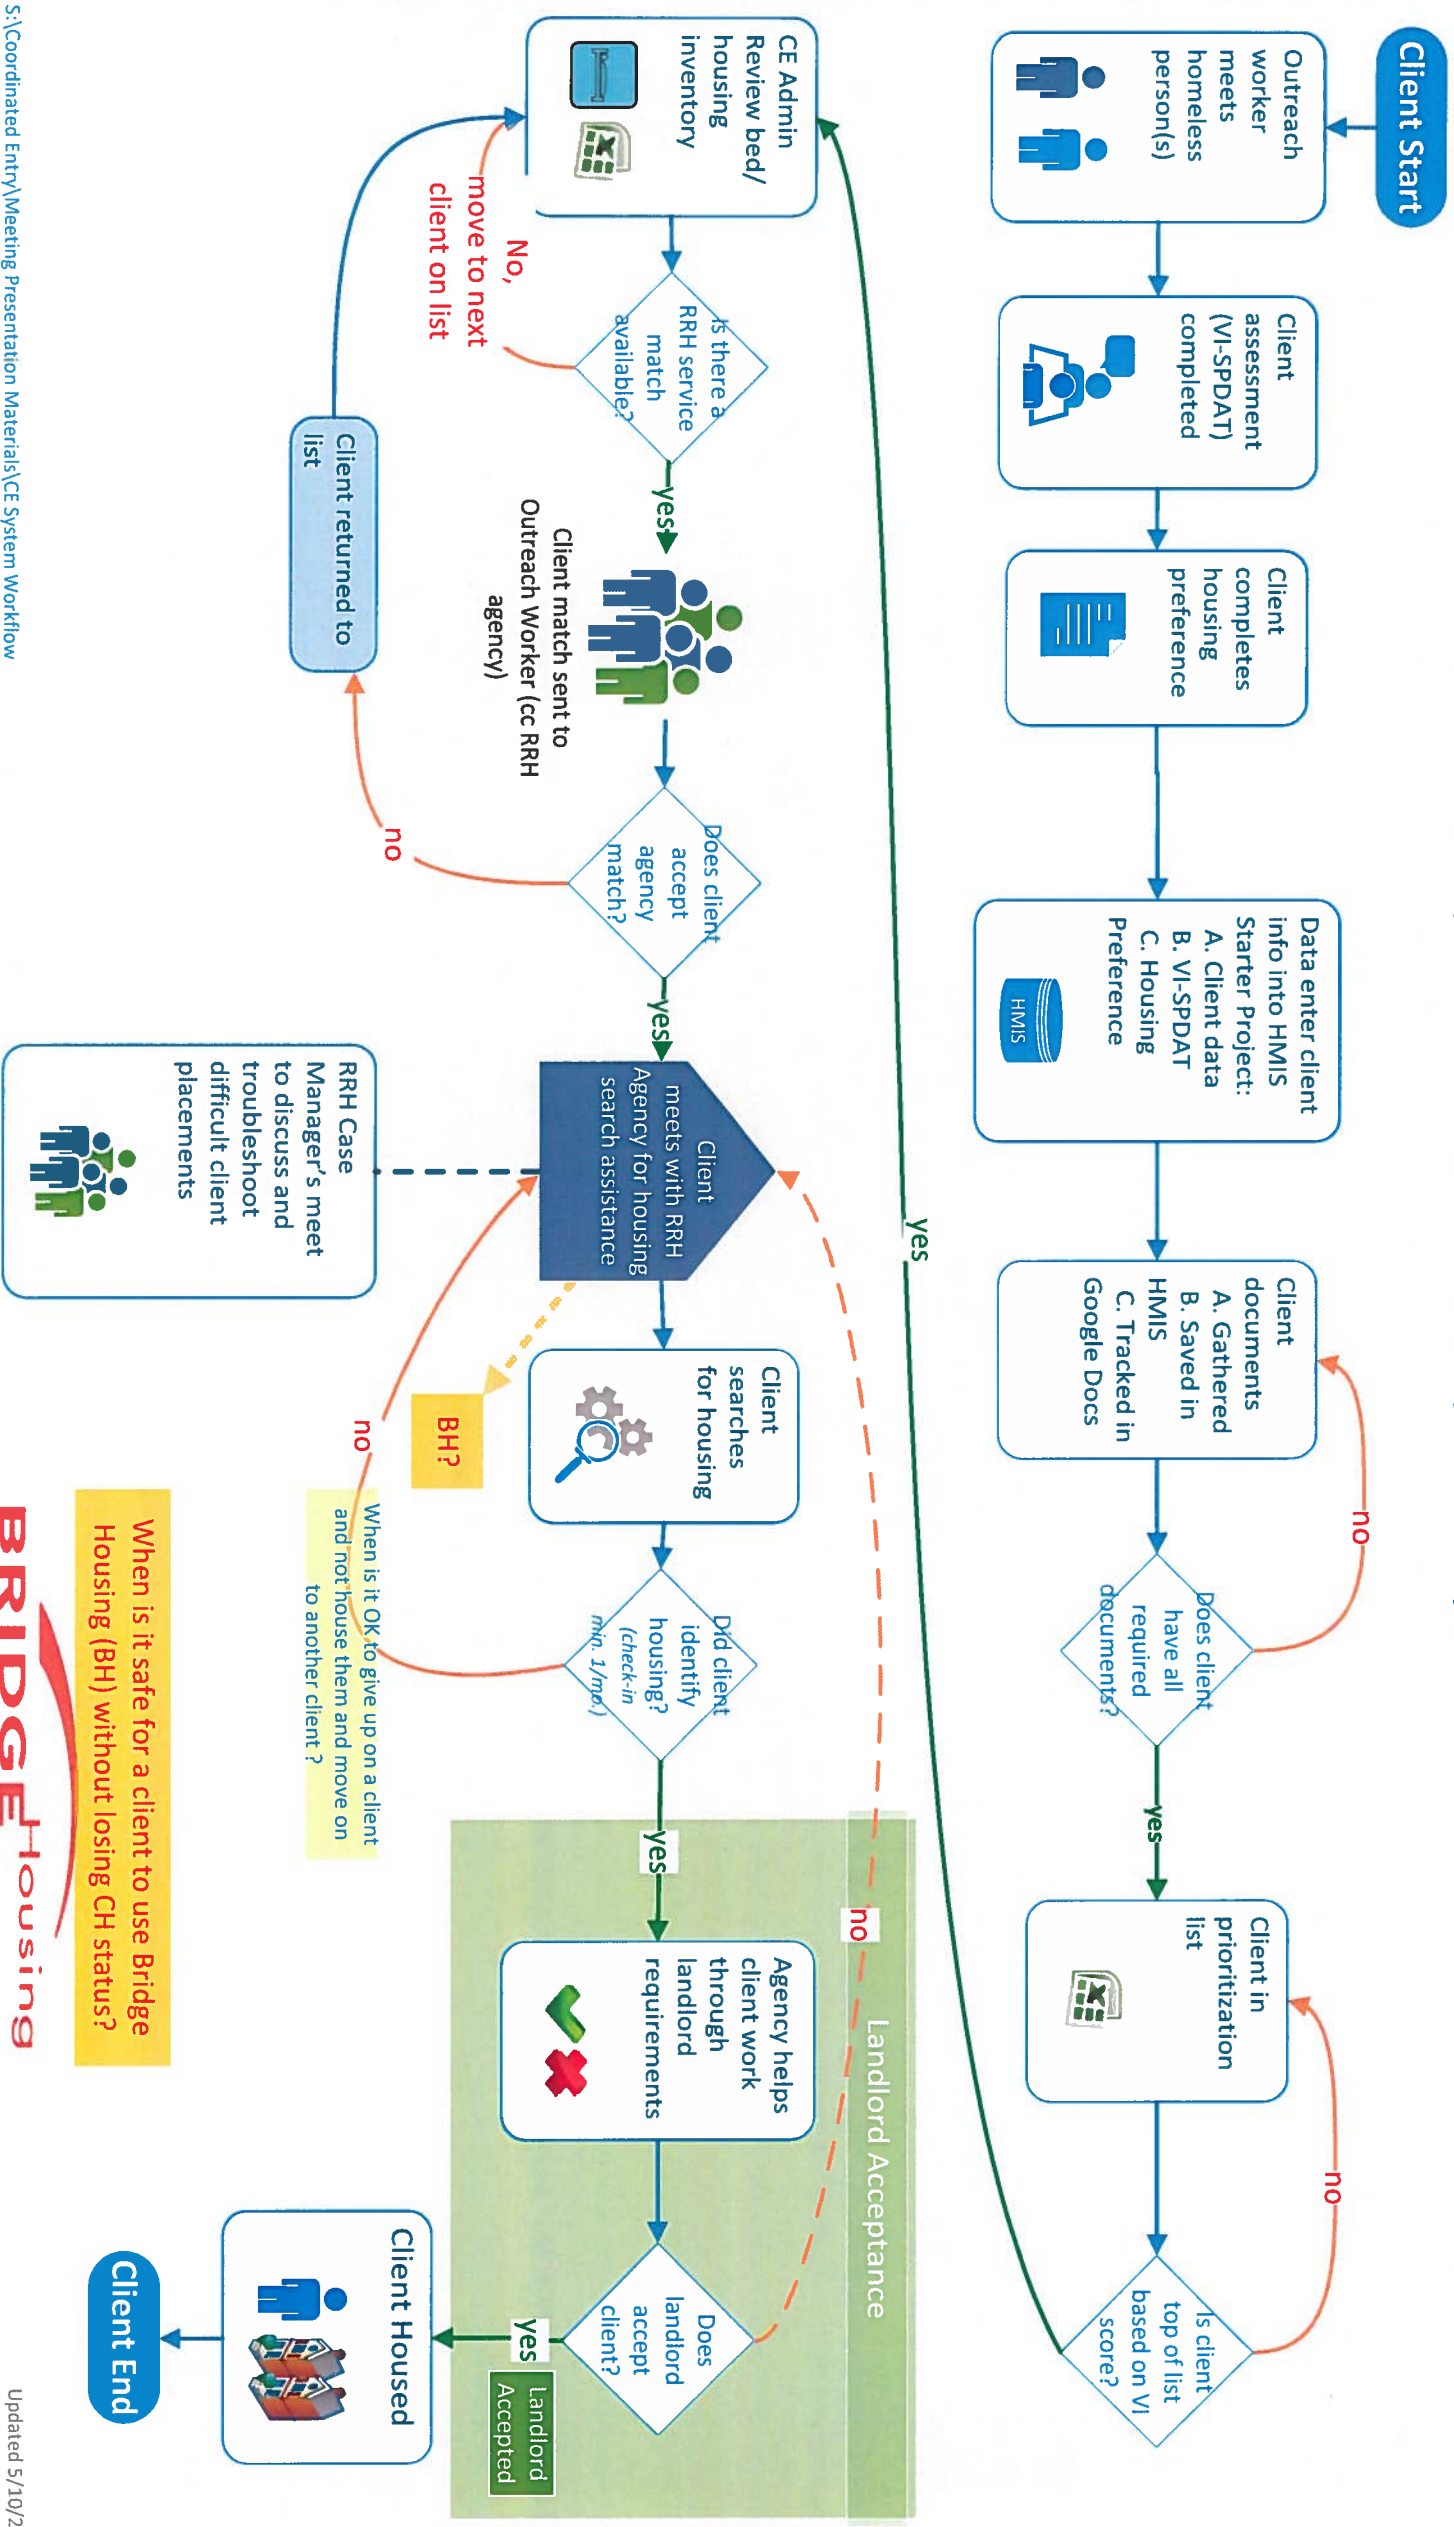 Client Start
Outreach
worker
meets
homeless
person(s)
Client
assessment
(VI-SPDAT)
completed
Client
completes
housing
preference
Data enter client
info into HMIS
Starter Project:
A. Client data
B. VI-SPDAT
C. Housing
Preference
HMIS
Client
documents
A. Gathered
B. Saved in
HMIS
C. Tracked in
Google Docs
no
Does client
have all
required
documents?
yes
Client in
prioritization
list
no
Is client
top of list
based on VI
score?
yes
CE Admin
Review bed/
housing
inventory
Is there a
RRH service
match
available?
No,
move to next
client on list
yes
Client match sent to
Outreach Worker (cc RRH
agency)
Does client
accept
agency
match?
no
Client returned to
list
yes
Client
meets with RRH
Agency for housing
search assistance
RRH Case
Manager's meet
to discuss and
troubleshoot
difficult client
placements
BH?
Client
searches
for housing
Did client
identify
housing?
(check-in
min. 1/mo.)
no
When is it OK to give up on a client
and not house them and move on
to another client ?
yes
Landlord Acceptance
no
Agency helps
client work
through
landlord
requirements
Does
landlord
accept
client?
yes
Landlord
Accepted
Client Housed
Client End
When is it safe for a client to use Bridge
Housing (BH) without losing CH status?
BRIDGE Housing
S:\Coordinated Entry\Meeting Presentation Materials\CE System Workflow
Updated 5/10/2